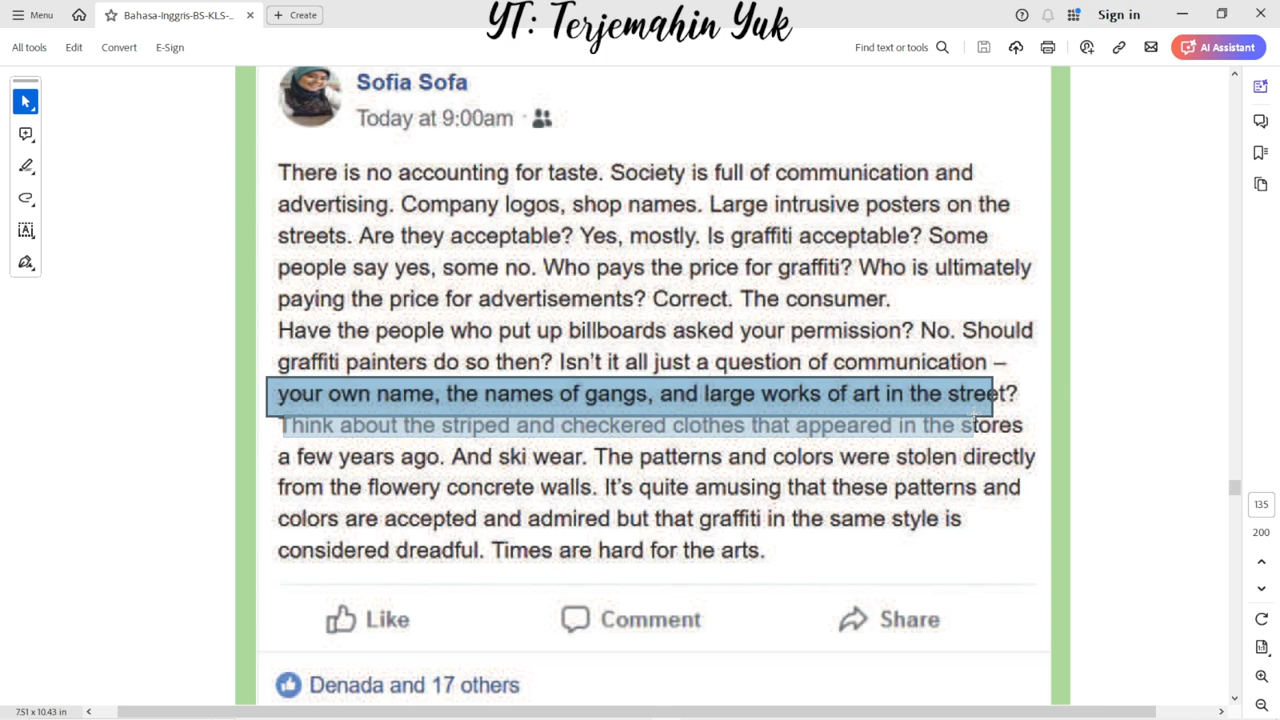 Menu
Bahasa-Inggris-BS-KLS-...
Create
YT: Terjemahin Yuk
Sign in
All tools
Edit
Convert
E-Sign
Find text or tools
AI Assistant
Sofia Sofa
Today at 9:00am ·
There is no accounting for taste. Society is full of communication and
advertising. Company logos, shop names. Large intrusive posters on the
streets. Are they acceptable? Yes, mostly. Is graffiti acceptable? Some
people say yes, some no. Who pays the price for graffiti? Who is ultimately
paying the price for advertisements? Correct. The consumer.
Have the people who put up billboards asked your permission? No. Should
graffiti painters do so then? Isn't it all just a question of communication –
your own name, the names of gangs, and large works of art in the street?
Think about the striped and checkered clothes that appeared in the stores
a few years ago. And ski wear. The patterns and colors were stolen directly
from the flowery concrete walls. It's quite amusing that these patterns and
colors are accepted and admired but that graffiti in the same style is
considered dreadful. Times are hard for the arts.
Like
Comment
Share
Denada and 17 others
135
200
7.51 x 10.43 in